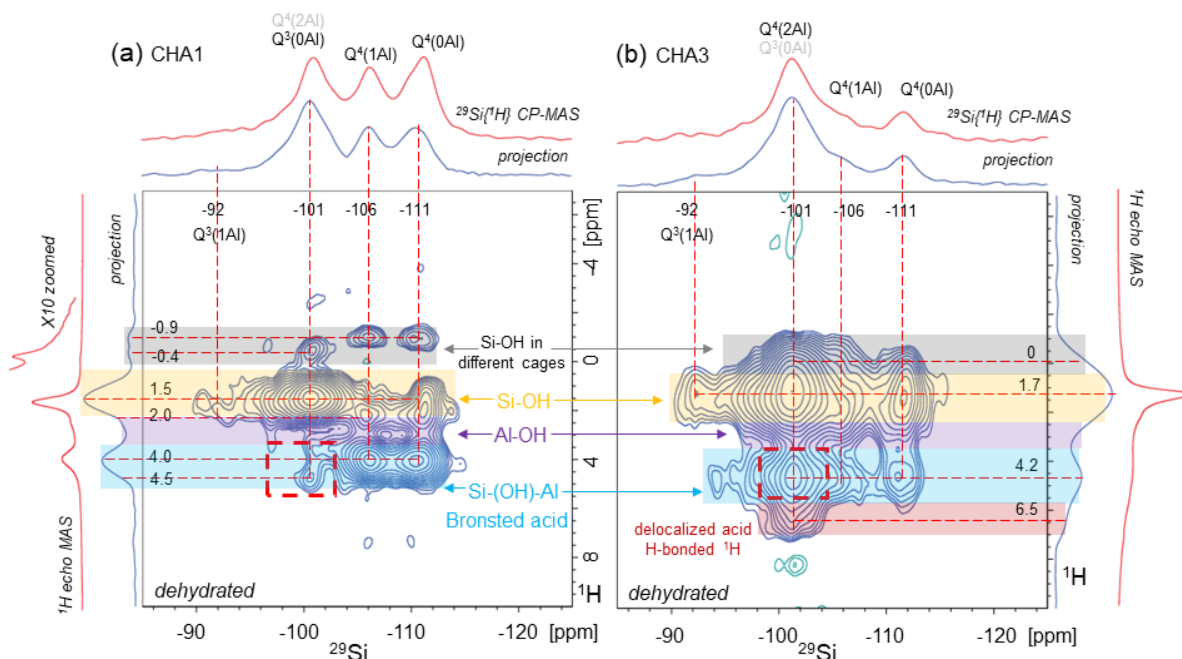 (a) CHA1
Q⁴(2Al)
Q³(0Al)
Q⁴(1Al)
Q⁴(0Al)
²⁹Si{¹H} CP-MAS
projection
-92
-101
-106
-111
Q³(1Al)
[ppm]
-4
0
4
8
¹H
X10 zoomed
projection
¹H echo MAS
-0.9
-0.4
1.5
2.0
4.0
4.5
dehydrated
-90
-100
-110
-120
[ppm]
²⁹Si
Si-OH in
different cages
Si-OH
Al-OH
Si-(OH)-Al
Bronsted acid
delocalized acid
H-bonded ¹H
(b) CHA3
Q⁴(2Al)
Q³(0Al)
Q⁴(1Al)
Q⁴(0Al)
²⁹Si{¹H} CP-MAS
projection
-92
-101
-106
-111
Q³(1Al)
0
1.7
4.2
6.5
projection
¹H echo MAS
¹H
dehydrated
-90
-100
-110
-120
[ppm]
²⁹Si